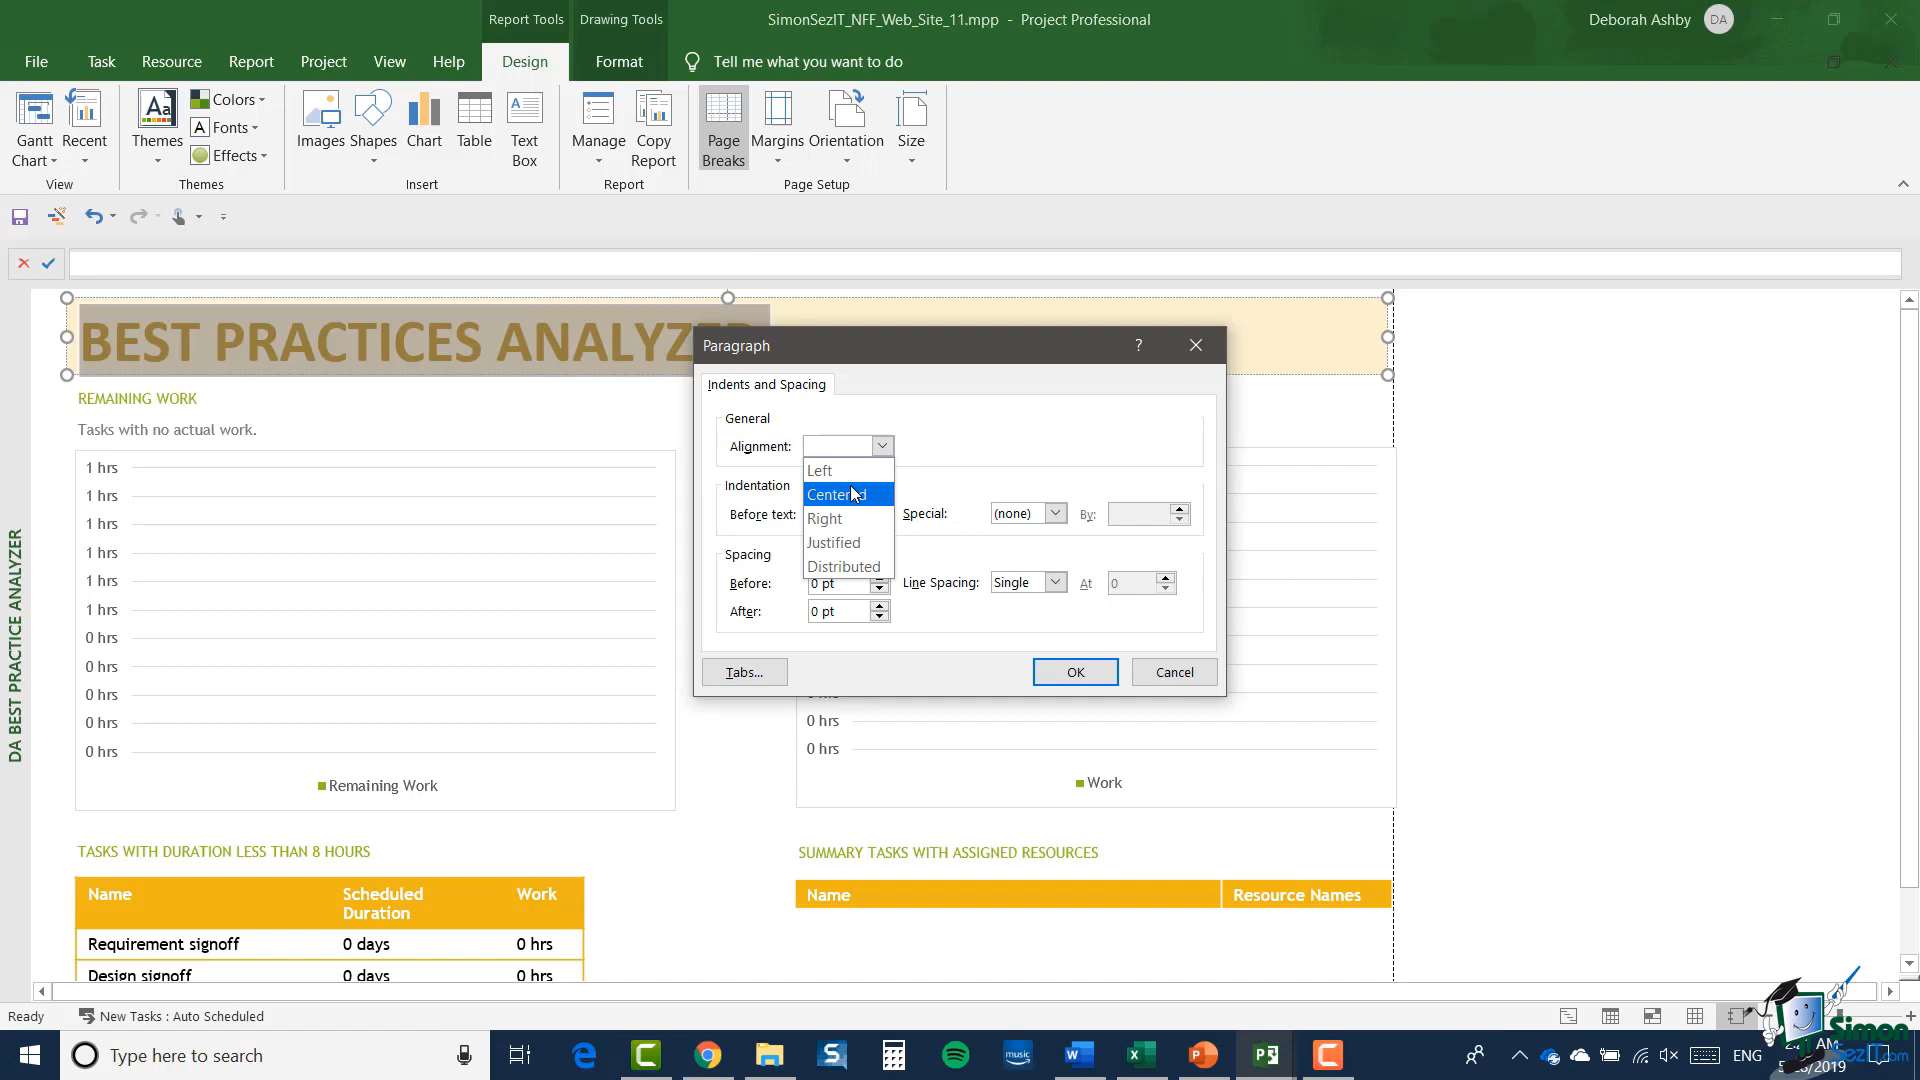 Report Tools Drawing Tools SimonSezIT_NFF_Web_Site_11.mpp - Project Professional Deborah Ashby DA
File Task Resource Report Project View Help Design Format Tell me what you want to do
Gantt Chart Recent Themes Colors Fonts Effects Images Shapes Chart Table Text Box Manage Copy Report Page Breaks Margins Orientation Size
View Themes Insert Report Page Setup
DA BEST PRACTICE ANALYZER
BEST PRACTICES ANALYZER
REMAINING WORK
Tasks with no actual work.
1 hrs
1 hrs
1 hrs
1 hrs
1 hrs
1 hrs
0 hrs
0 hrs
0 hrs
0 hrs
0 hrs
Remaining Work
Paragraph ?
Indents and Spacing
General
Alignment:
Left
Centered
Right
Justified
Distributed
Indentation
Before text: Special: (none) By:
Spacing
Before: 0 pt Line Spacing: Single At 0
After: 0 pt
Tabs... OK Cancel
0 hrs
0 hrs
Work
TASKS WITH DURATION LESS THAN 8 HOURS
Name Scheduled Duration Work
Requirement signoff 0 days 0 hrs
Design signoff 0 days 0 hrs
SUMMARY TASKS WITH ASSIGNED RESOURCES
Name Resource Names
Ready New Tasks : Auto Scheduled
Type here to search
music
ENG
AM
Simon
SezIT.com